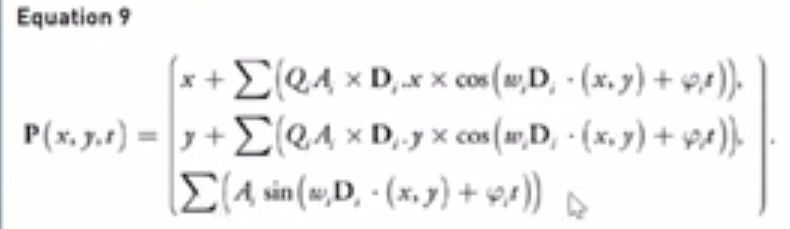 Equation 9
x + ∑(QᵢAᵢ × Dᵢ.x × cos(wᵢDᵢ · (x, y) + φᵢt)),
P(x, y, t) = y + ∑(QᵢAᵢ × Dᵢ.y × cos(wᵢDᵢ · (x, y) + φᵢt)), .
∑(Aᵢ sin(wᵢDᵢ · (x, y) + φᵢt))